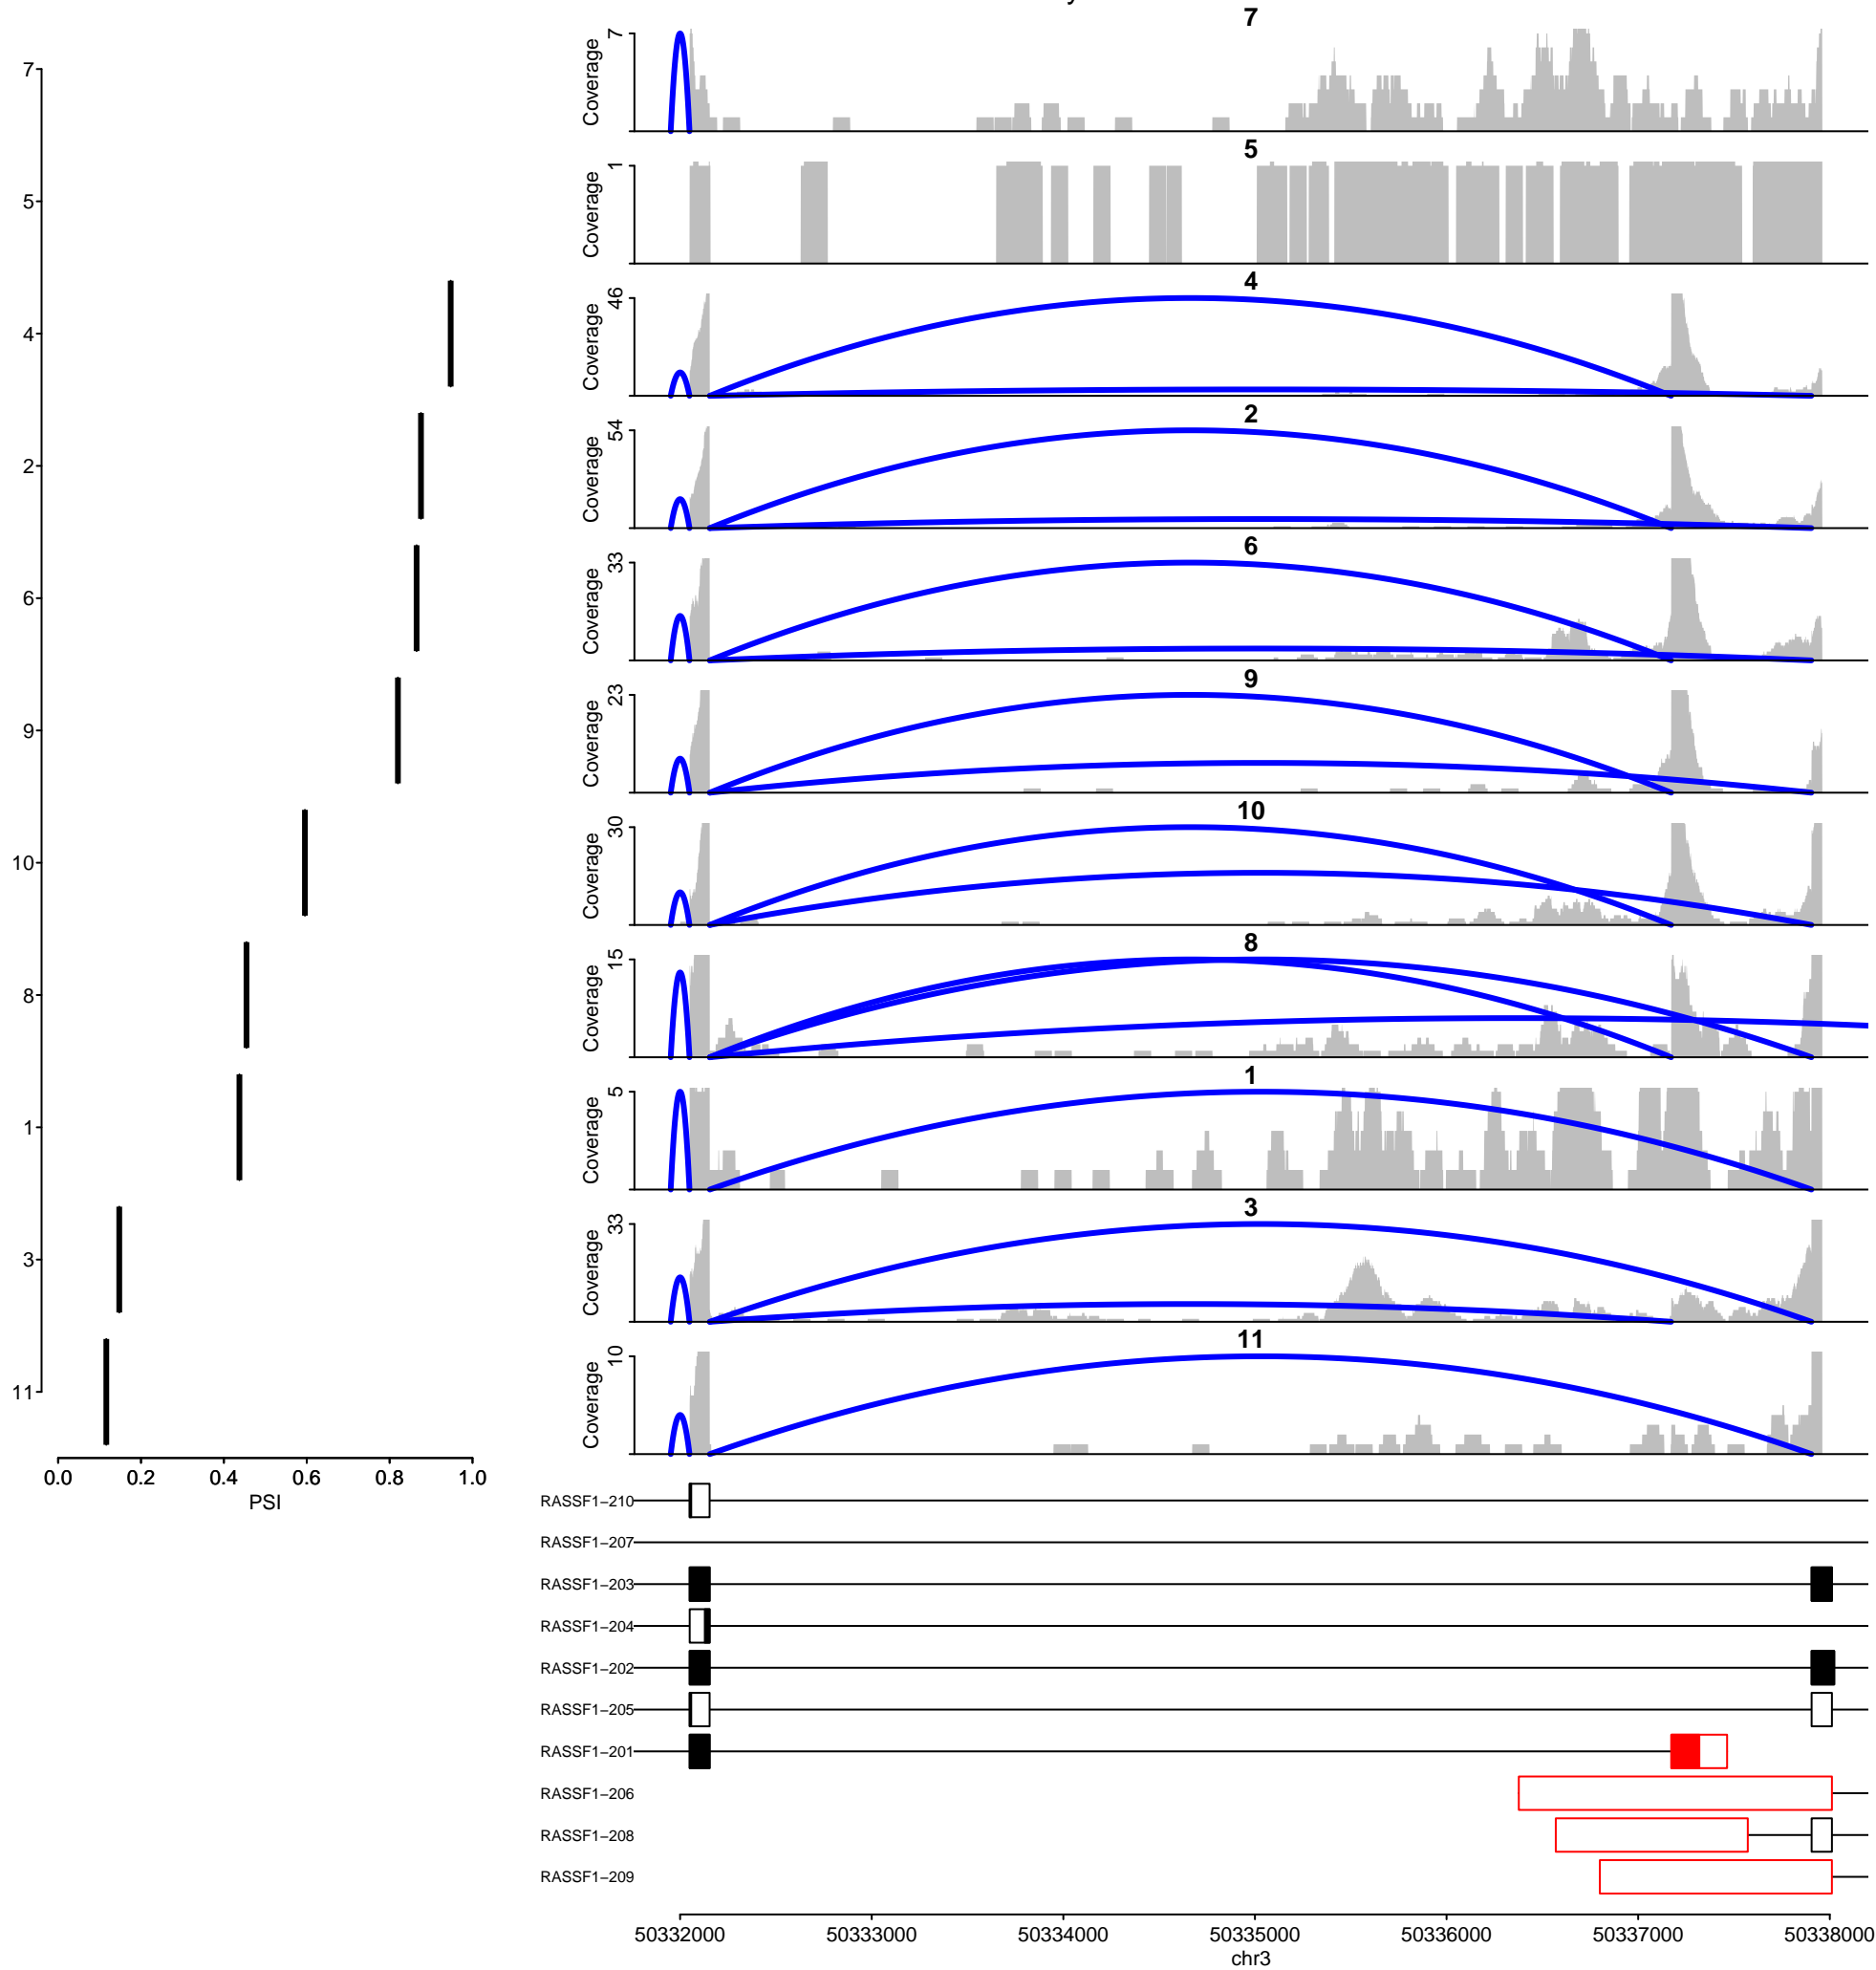 y
7
7
Coverage
7
5
1
Coverage
5
4
46
Coverage
4
2
54
Coverage
2
6
33
Coverage
6
9
23
Coverage
9
10
30
Coverage
10
8
15
Coverage
8
1
5
Coverage
1
3
33
Coverage
3
11
10
Coverage
11
0.0 0.2 0.4 0.6 0.8 1.0
PSI
RASSF1−210
RASSF1−207
RASSF1−203
RASSF1−204
RASSF1−202
RASSF1−205
RASSF1−201
RASSF1−206
RASSF1−208
RASSF1−209
50332000 50333000 50334000 50335000 50336000 50337000 50338000
chr3